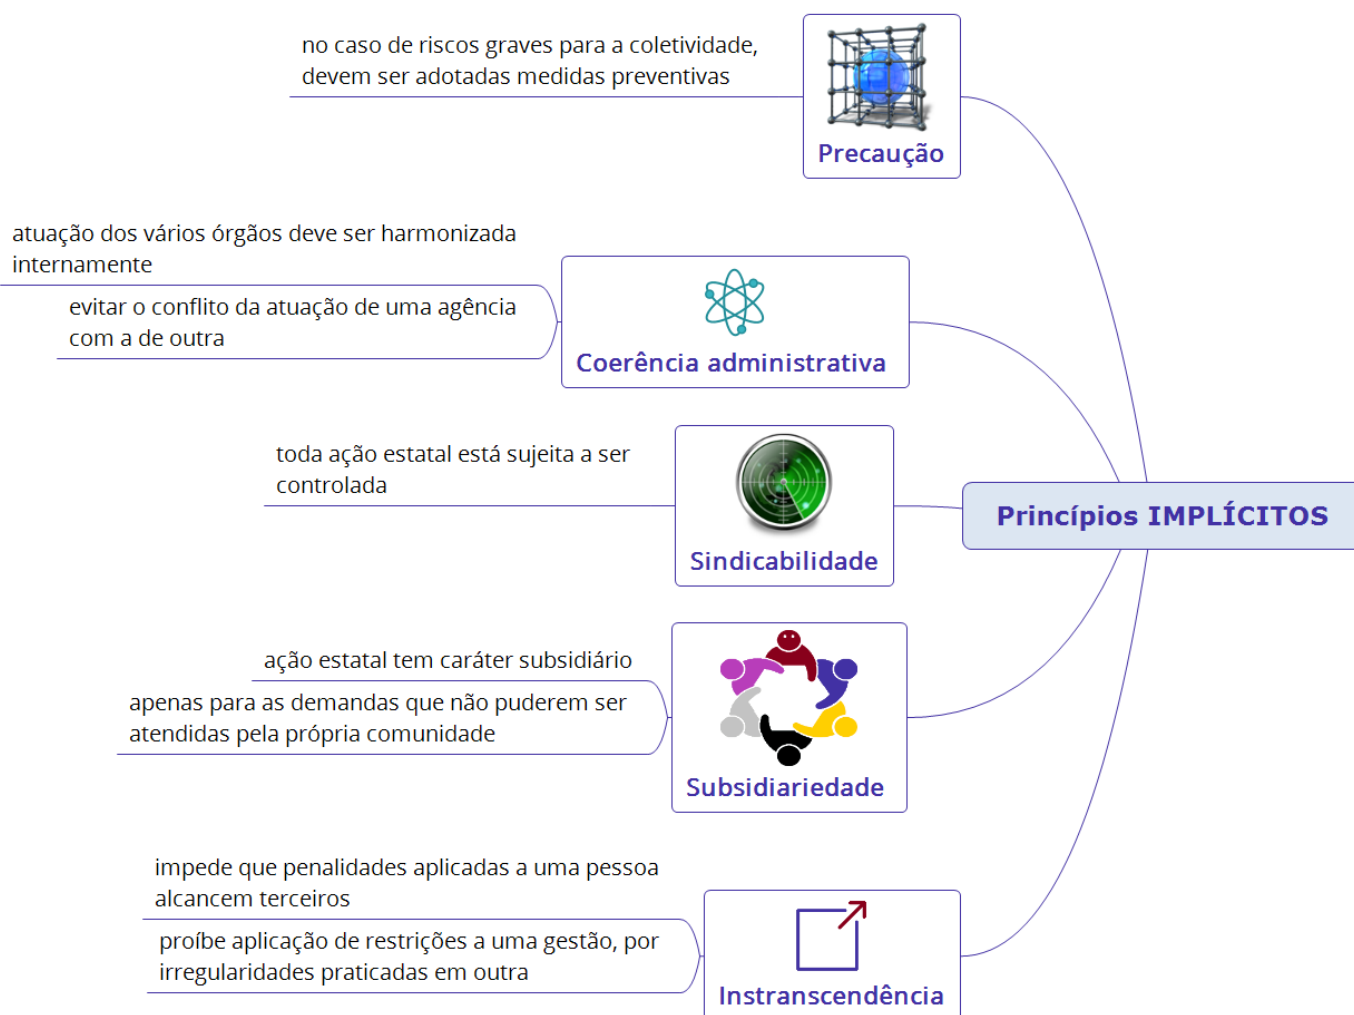 no caso de riscos graves para a coletividade,
devem ser adotadas medidas preventivas
Precaução
atuação dos vários órgãos deve ser harmonizada
internamente
evitar o conflito da atuação de uma agência
com a de outra
Coerência administrativa
toda ação estatal está sujeita a ser
controlada
Sindicabilidade
Princípios IMPLÍCITOS
ação estatal tem caráter subsidiário
apenas para as demandas que não puderem ser
atendidas pela própria comunidade
Subsidiariedade
impede que penalidades aplicadas a uma pessoa
alcancem terceiros
proíbe aplicação de restrições a uma gestão, por
irregularidades praticadas em outra
Instranscendência